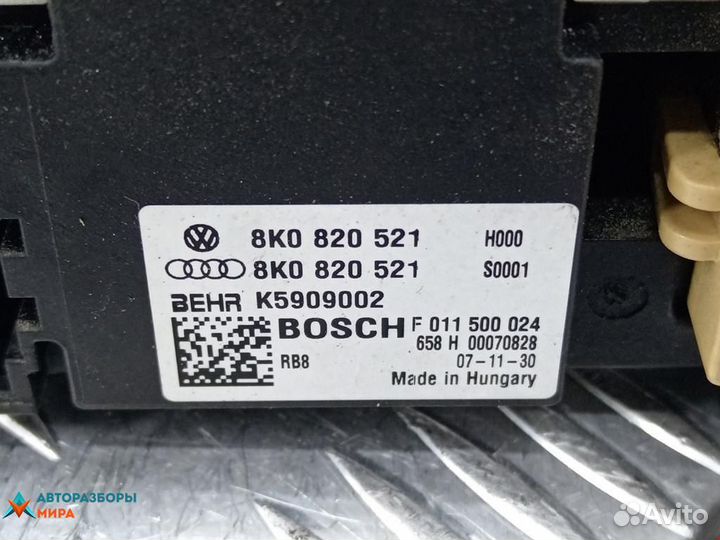 8K0 820 521 H000
8K0 820 521 S0001
BEHR K5909002
BOSCH F 011 500 024
658 H 00070828
RB8 07-11-30
Made in Hungary
АВТОРАЗБОРЫ
МИРА
Avito